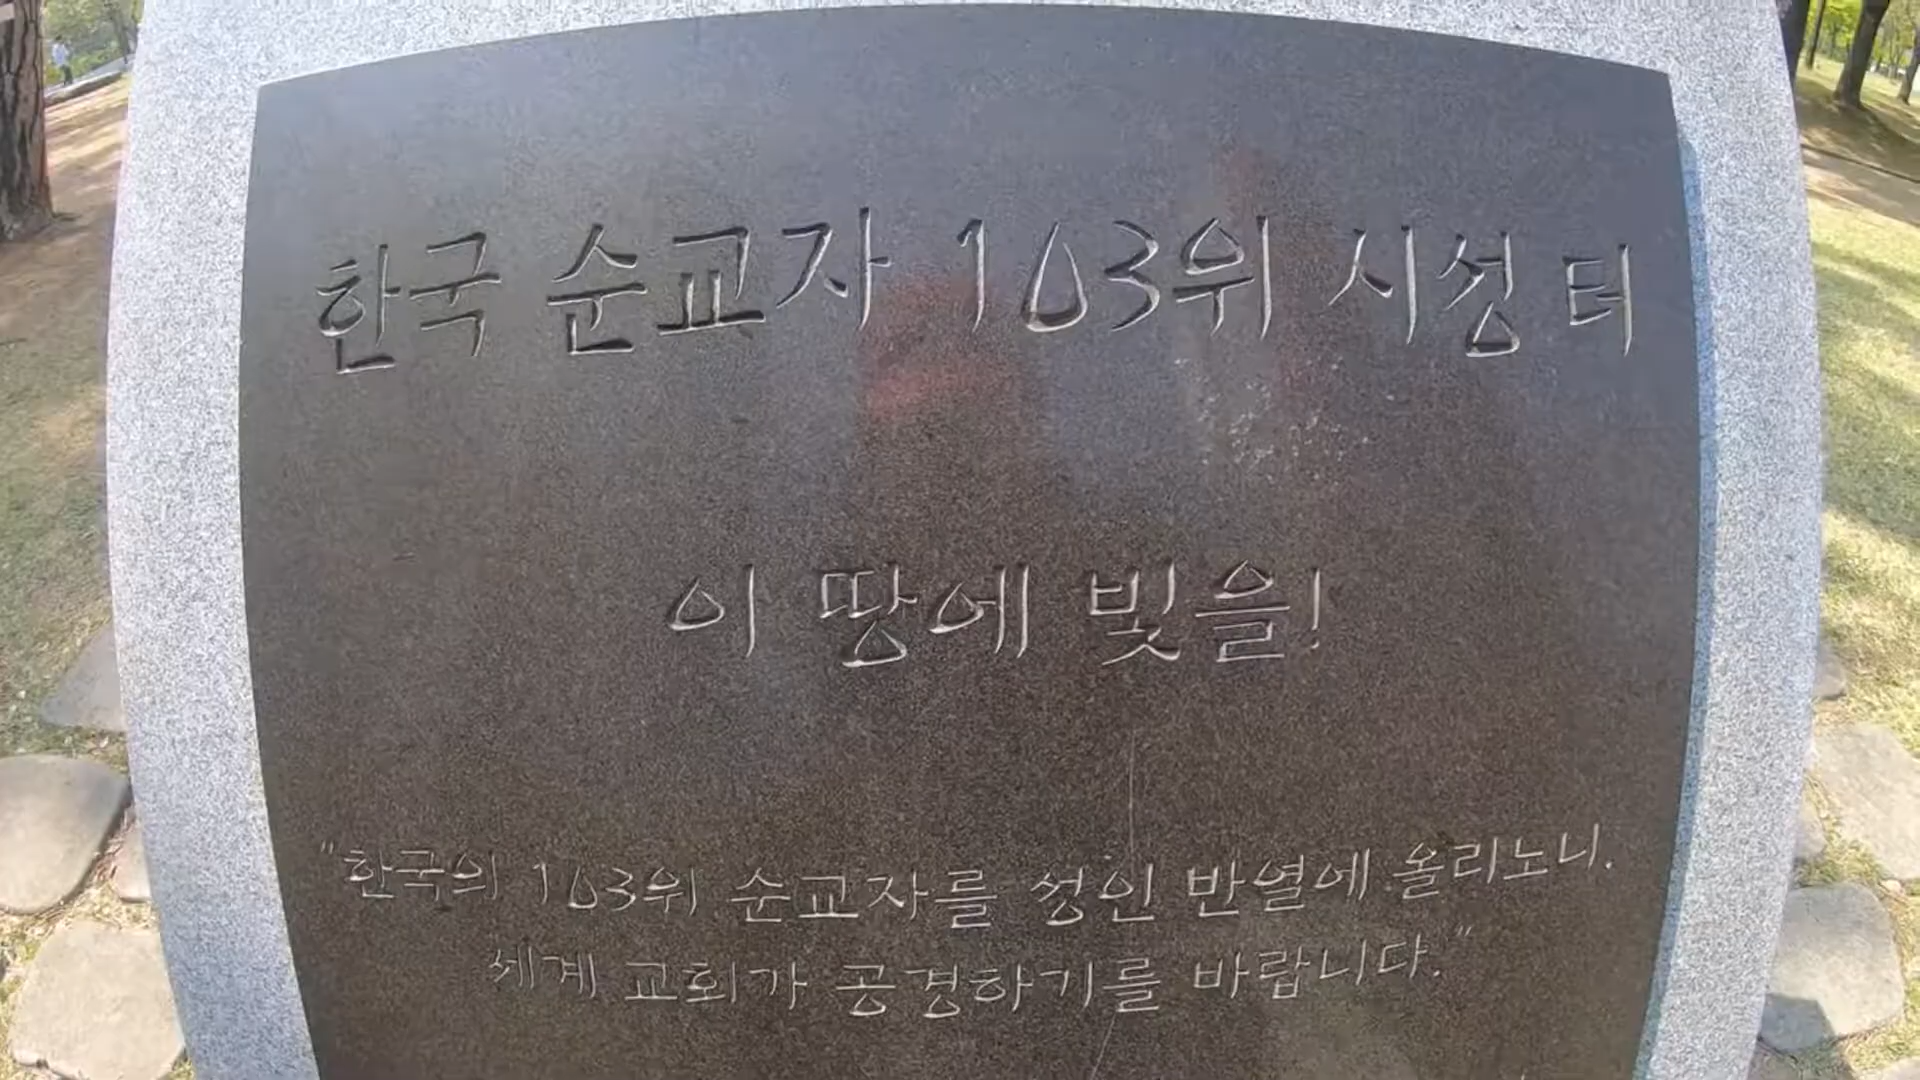 한국 순교자 103위 시성 터
이 땅에 빛을!
"한국의 103위 순교자를 성인 반열에 올리노니.
세계 교회가 공경하기를 바랍니다."